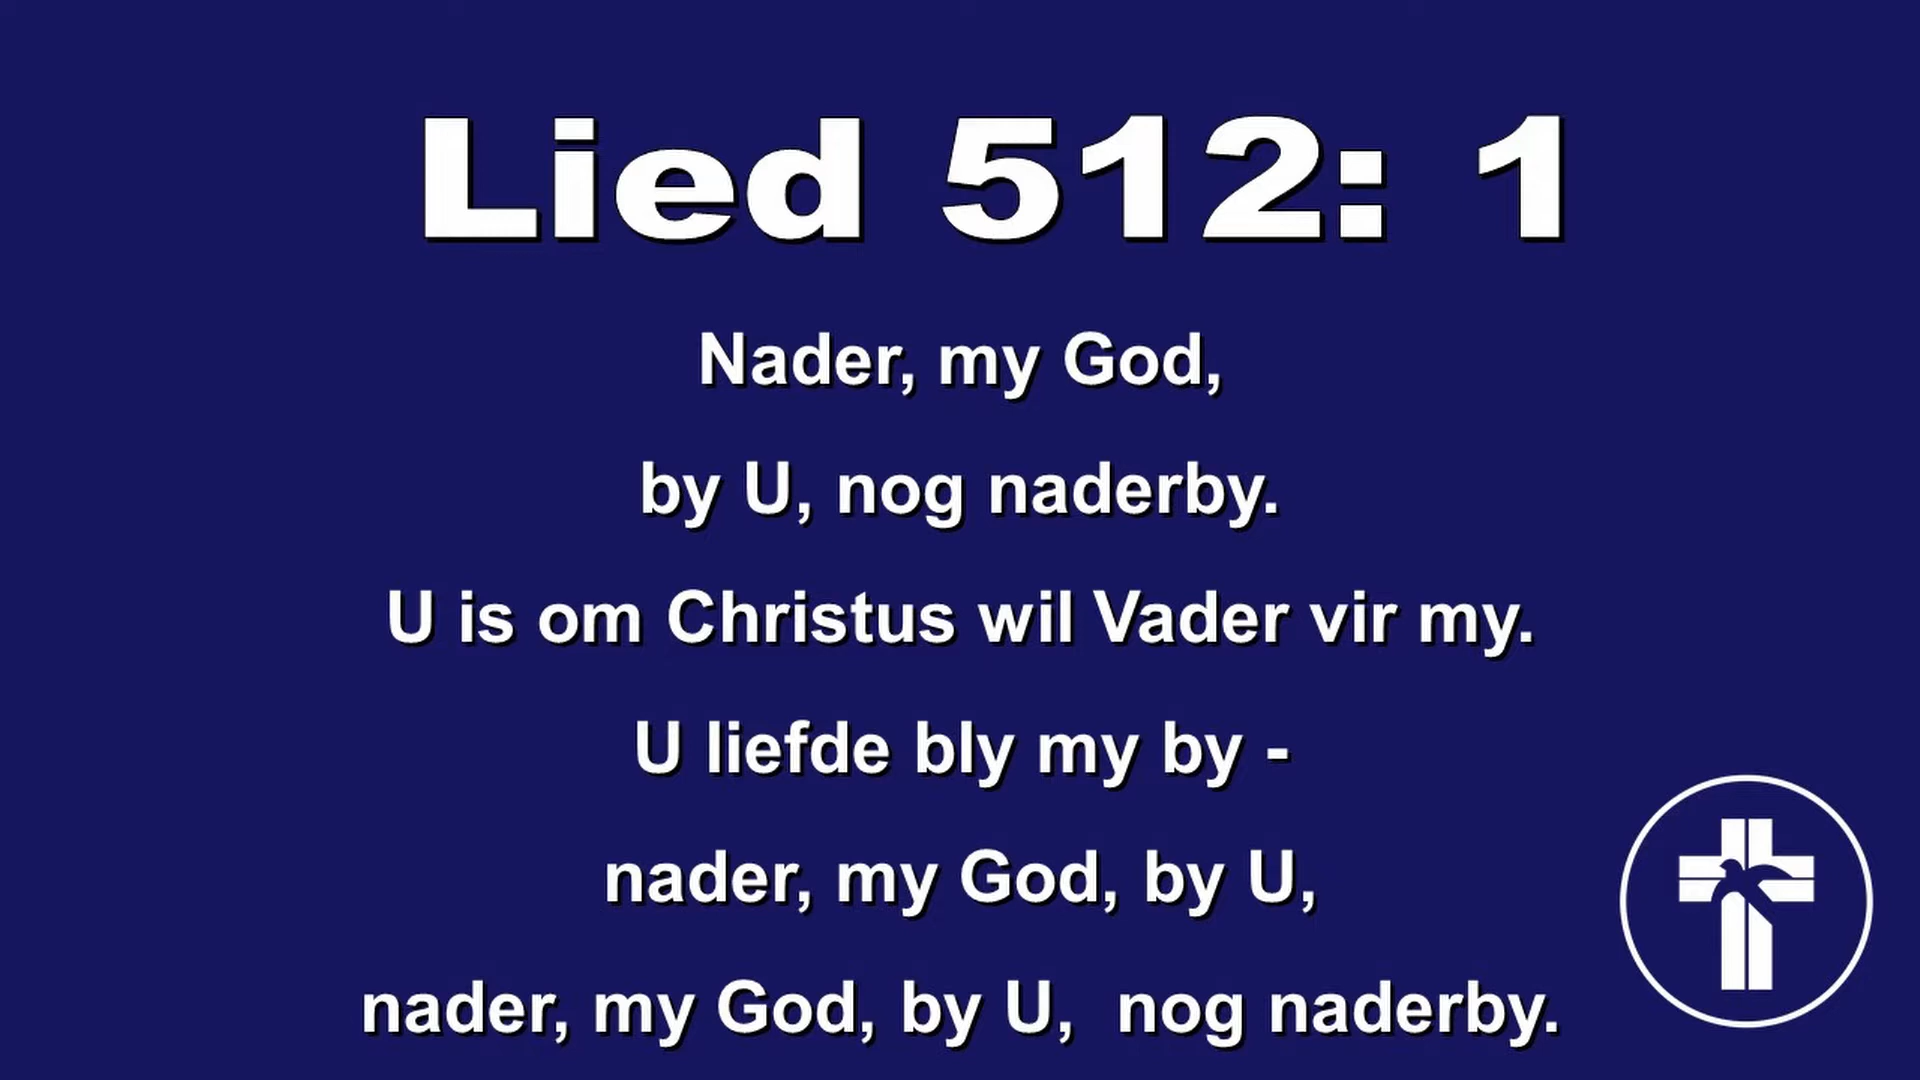 Lied 512: 1
Nader, my God,
by U, nog naderby.
U is om Christus wil Vader vir my.
U liefde bly my by -
nader, my God, by U,
nader, my God, by U, nog naderby.